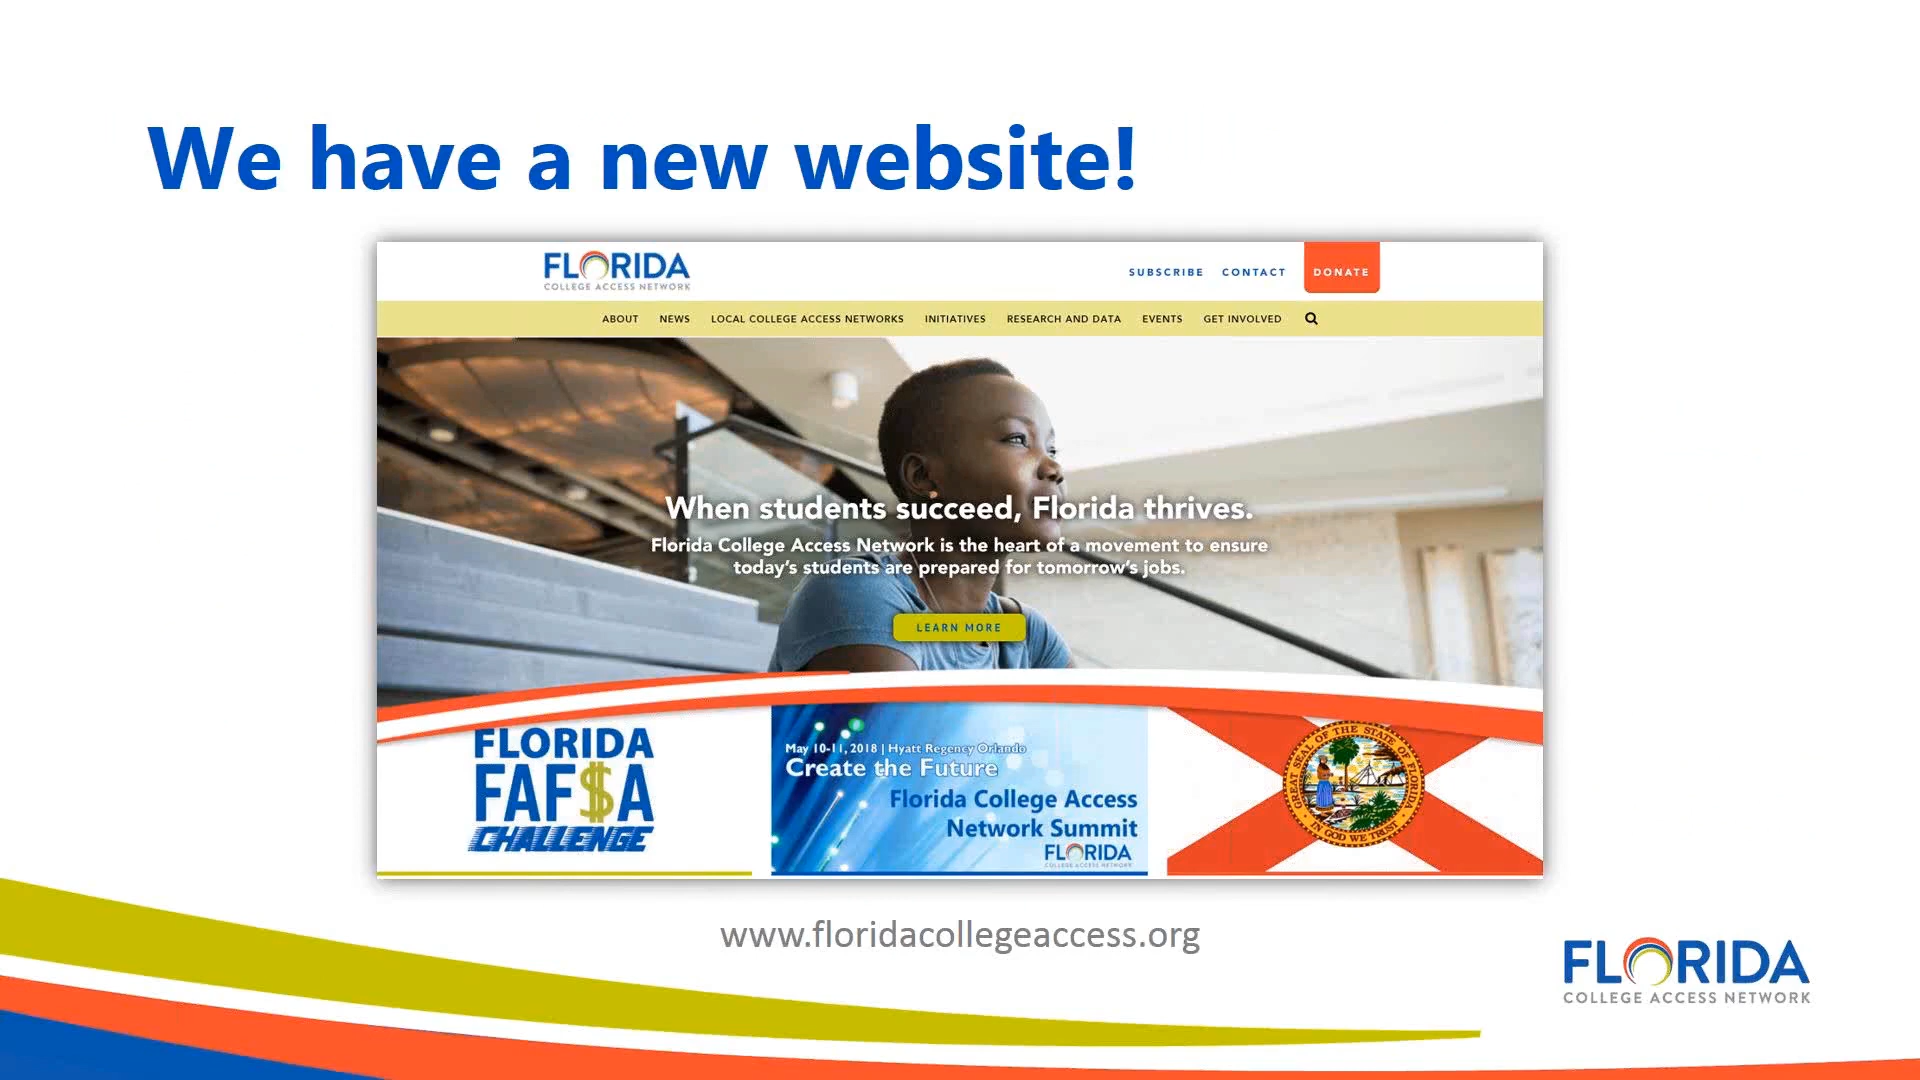 We have a new website!
FLORIDA
COLLEGE ACCESS NETWORK
SUBSCRIBE CONTACT DONATE
ABOUT NEWS LOCAL COLLEGE ACCESS NETWORKS INITIATIVES RESEARCH AND DATA EVENTS GET INVOLVED
When students succeed, Florida thrives.
Florida College Access Network is the heart of a movement to ensure
today's students are prepared for tomorrow's jobs.
LEARN MORE
FLORIDA
FAF$A
CHALLENGE
May 10-11, 2018 | Hyatt Regency Orlando
Create the Future
Florida College Access
Network Summit
FLORIDA
COLLEGE ACCESS NETWORK
GREAT SEAL OF THE STATE OF FLORIDA
IN GOD WE TRUST
www.floridacollegeaccess.org
FLORIDA
COLLEGE ACCESS NETWORK